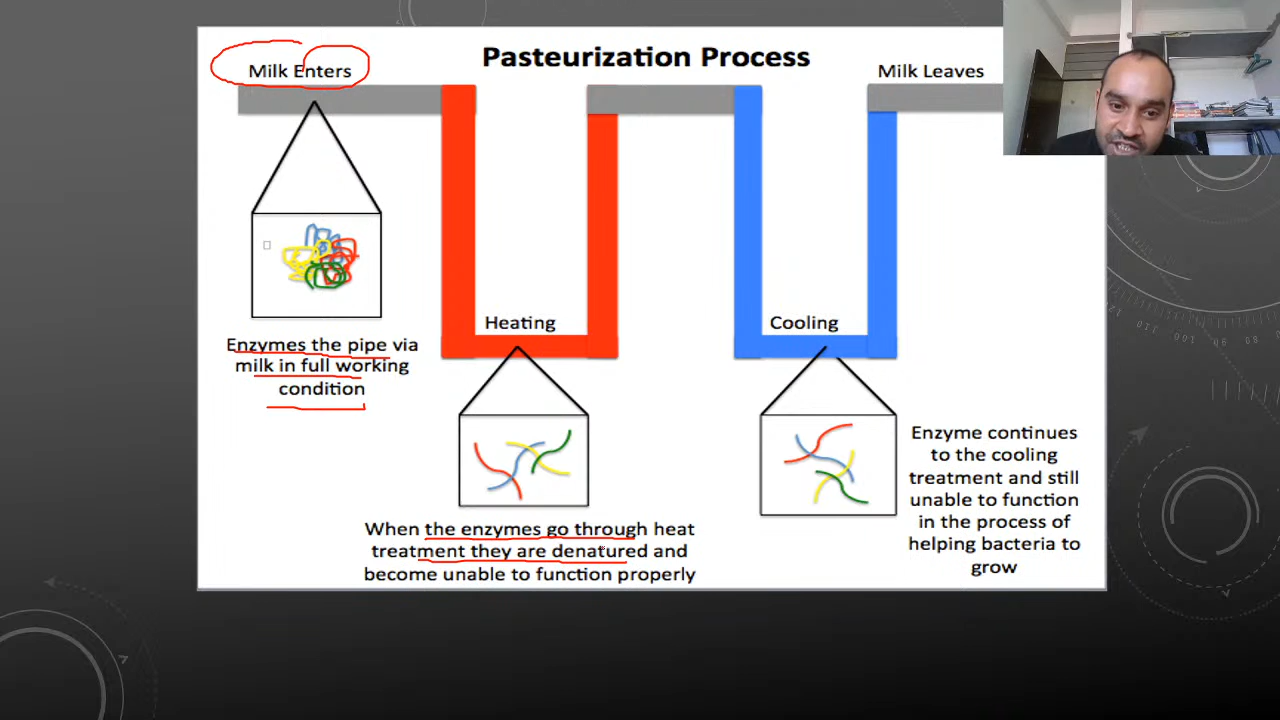 Pasteurization Process
Milk Enters
Milk Leaves
Heating
Cooling
Enzymes the pipe via
milk in full working
condition
When the enzymes go through heat
treatment they are denatured and
become unable to function properly
Enzyme continues
to the cooling
treatment and still
unable to function
in the process of
helping bacteria to
grow